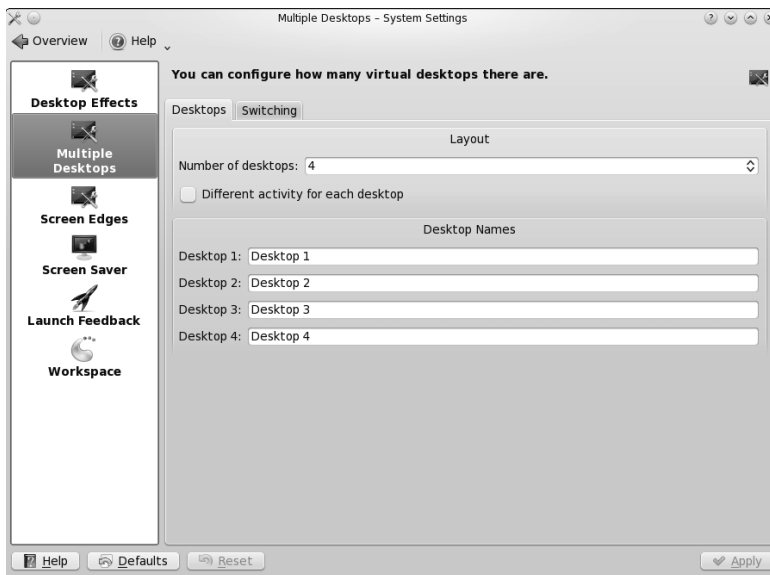 Multiple Desktops – System Settings
Overview Help
Desktop Effects
Multiple
Desktops
Screen Edges
Screen Saver
Launch Feedback
Workspace
You can configure how many virtual desktops there are.
Desktops Switching
Layout
Number of desktops: 4
Different activity for each desktop
Desktop Names
Desktop 1: Desktop 1
Desktop 2: Desktop 2
Desktop 3: Desktop 3
Desktop 4: Desktop 4
Help Defaults Reset Apply